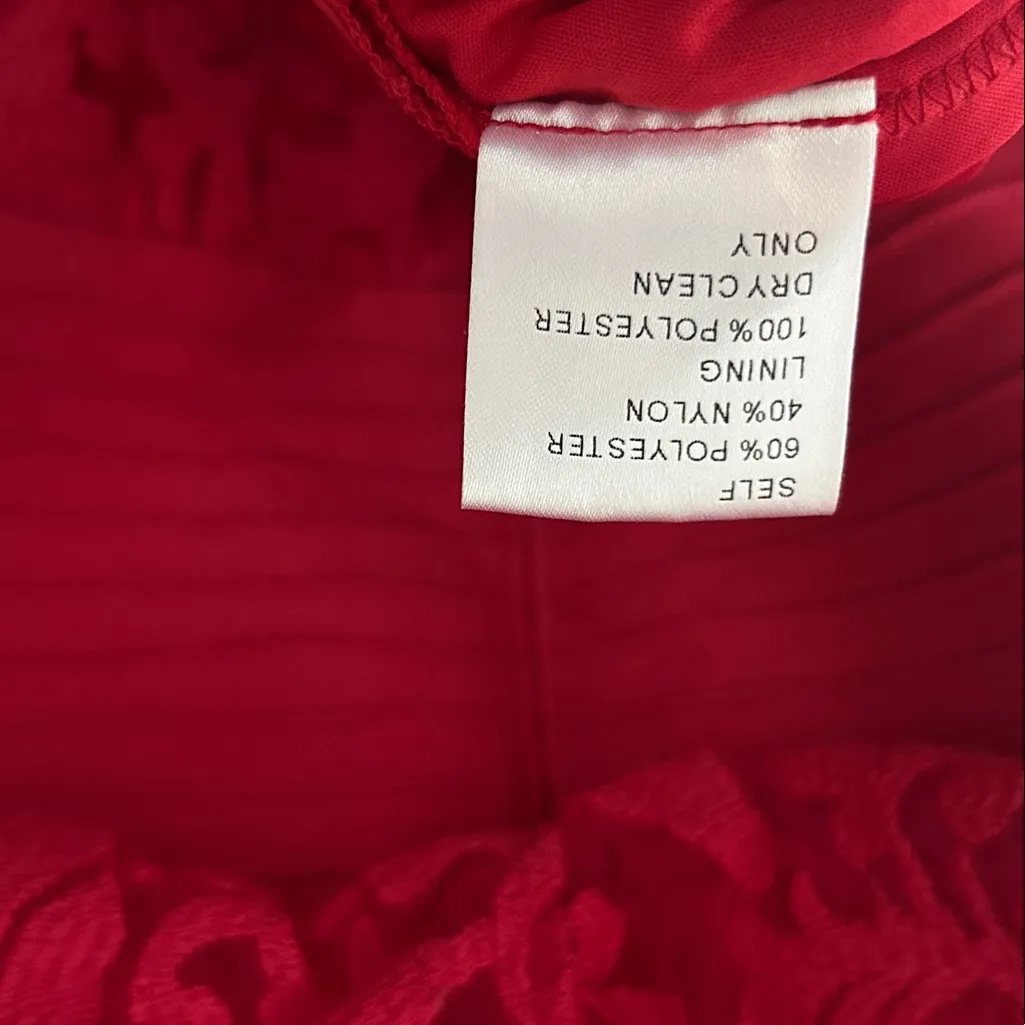 SELF
60% POLYESTER
40% NYLON
LINING
100% POLYESTER
DRY CLEAN
ONLY